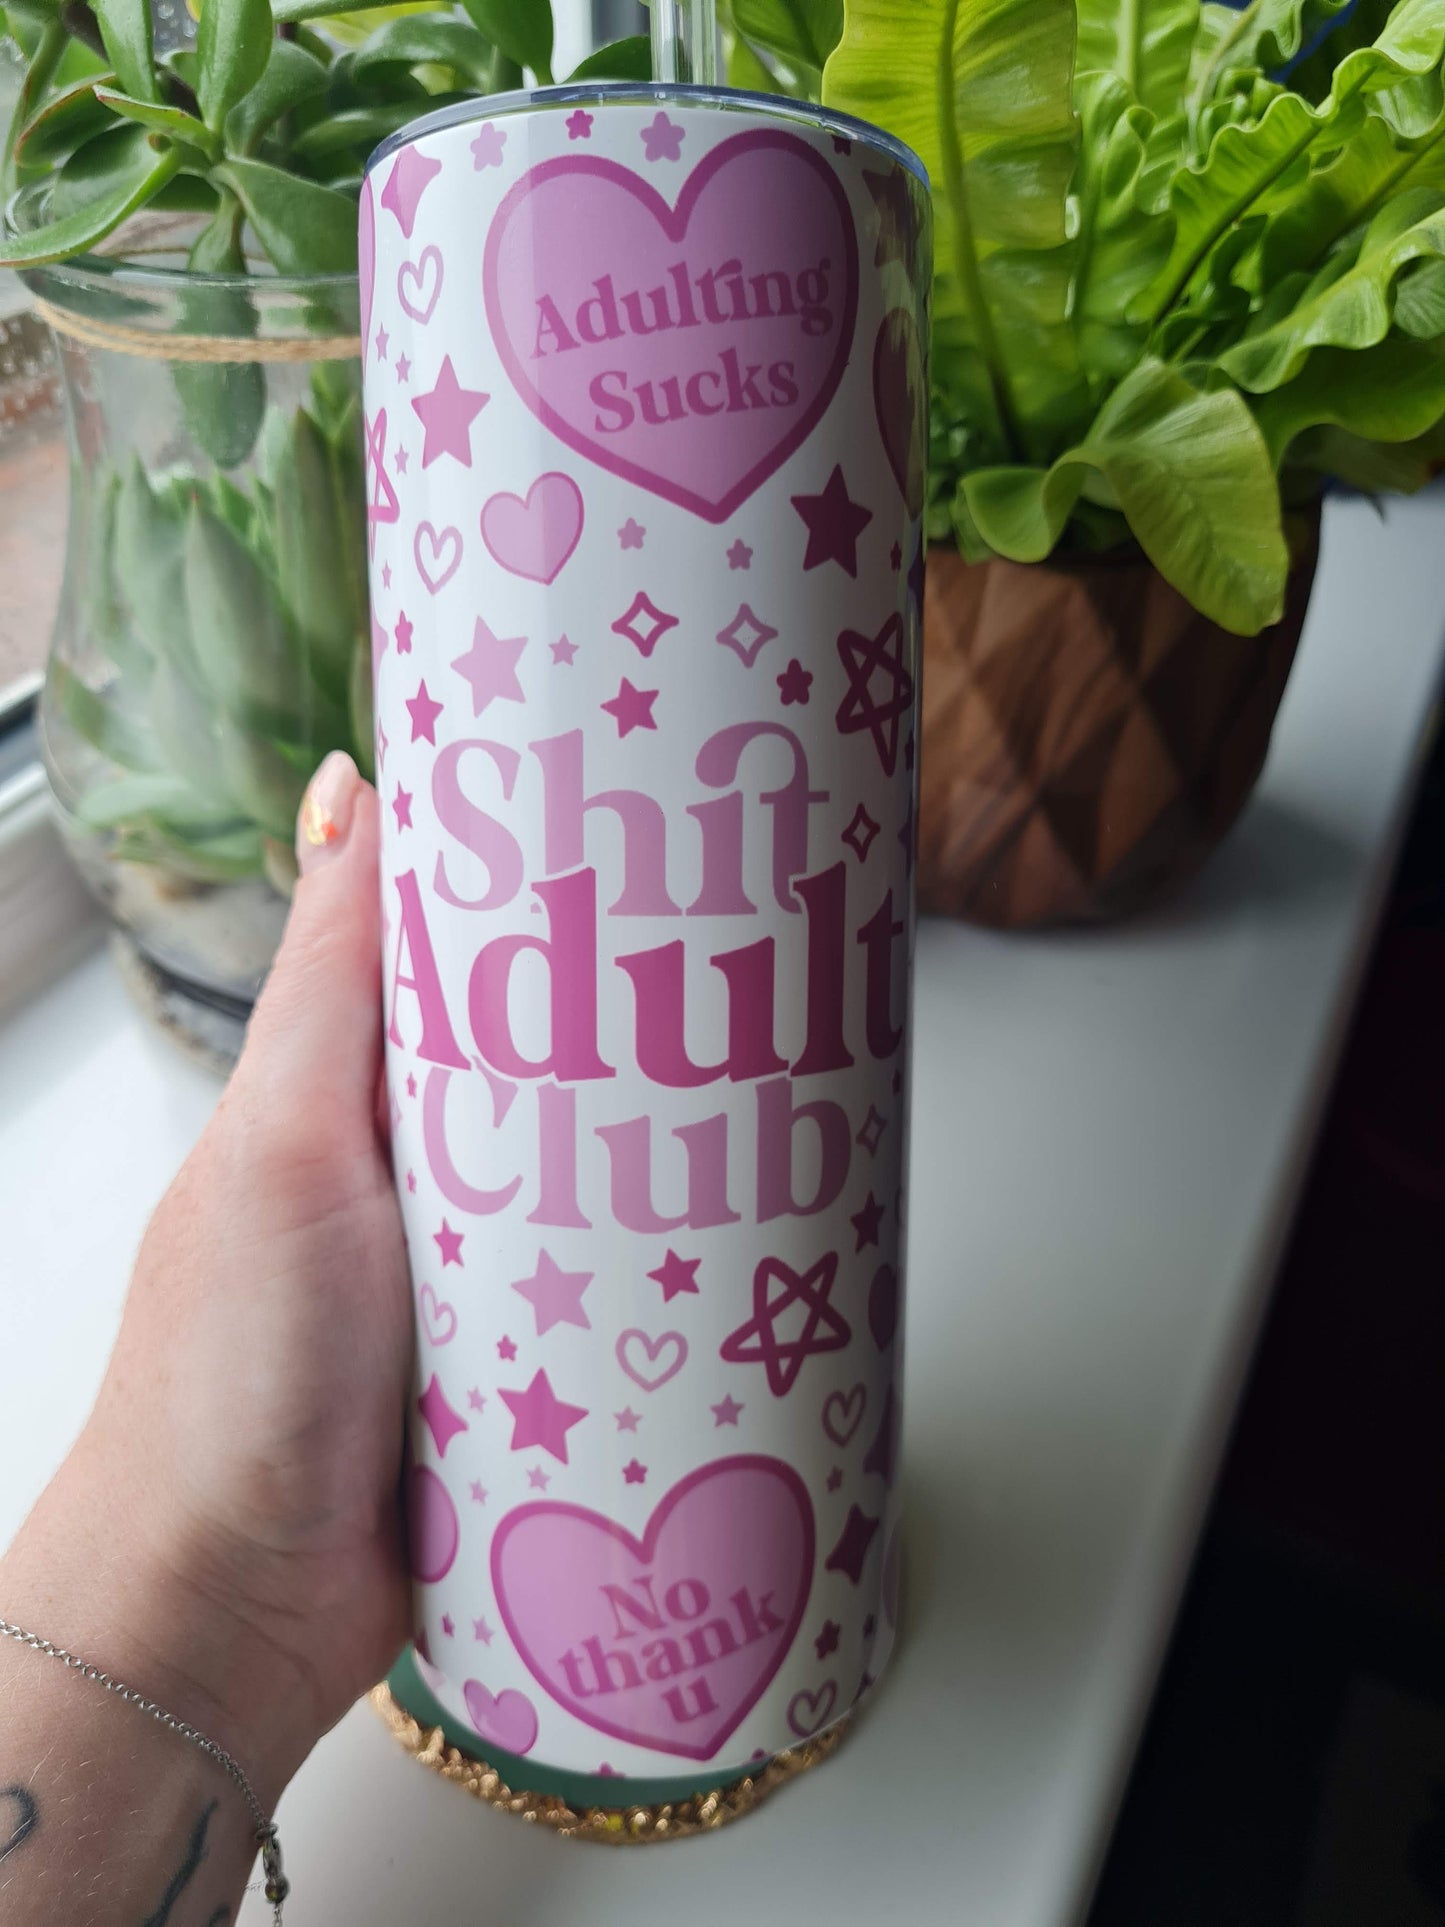 Adulting
Sucks
Shit
Adult
Club
No
thank
u